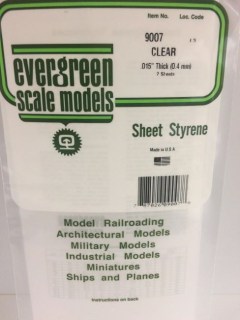 Item No. Loc. Code
9007
CLEAR
.015" Thick (0.4 mm)
evergreen
scale models
Sheet Styrene
Made in U.S.A.
Model Railroading
Architectural Models
Military Models
Industrial Models
Miniatures
Ships and Planes
Instructions on back